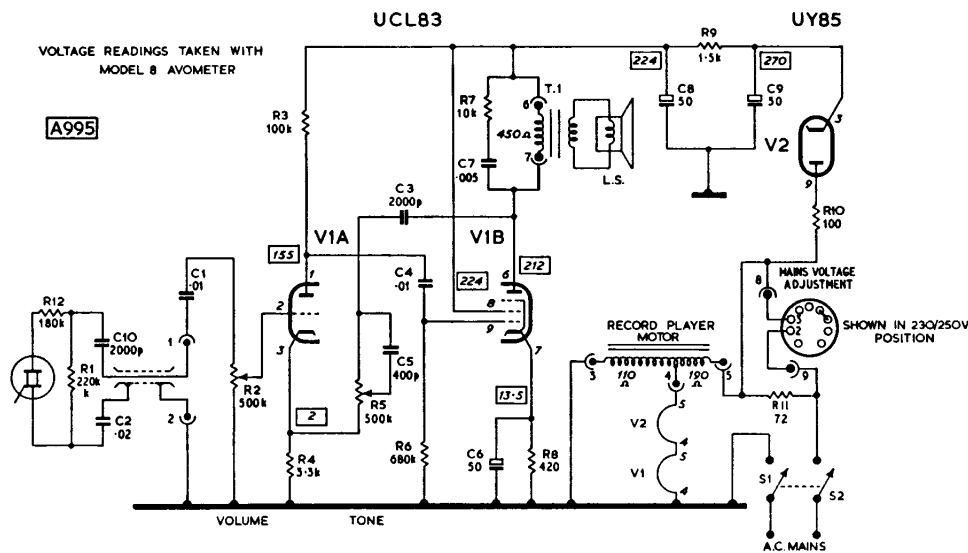 UCL83
UY85
VOLTAGE READINGS TAKEN WITH
MODEL 8 AVOMETER
A995
R3
100k
R7
10k
C7
.005
T.1
6
450Ω
7
L.S.
224
R9
1.5k
270
C8
50
C9
50
V2
3
9
R10
100
C3
2000p
V1A
V1B
155
1
2
3
C4
.01
224
212
6
8
9
7
MAINS VOLTAGE
ADJUSTMENT
8
3
2
9
SHOWN IN 230/250V
POSITION
R12
180k
C10
2000p
C1
.01
1
2
R1
220
k
C2
.02
R2
500k
2
R4
3.3k
C5
400p
R5
500k
R6
680k
13.5
C6
50
R8
420
RECORD PLAYER
MOTOR
3
110
Ω
4
190
Ω
5
5
V2
4
5
V1
4
R11
72
S1
S2
VOLUME
TONE
A.C. MAINS